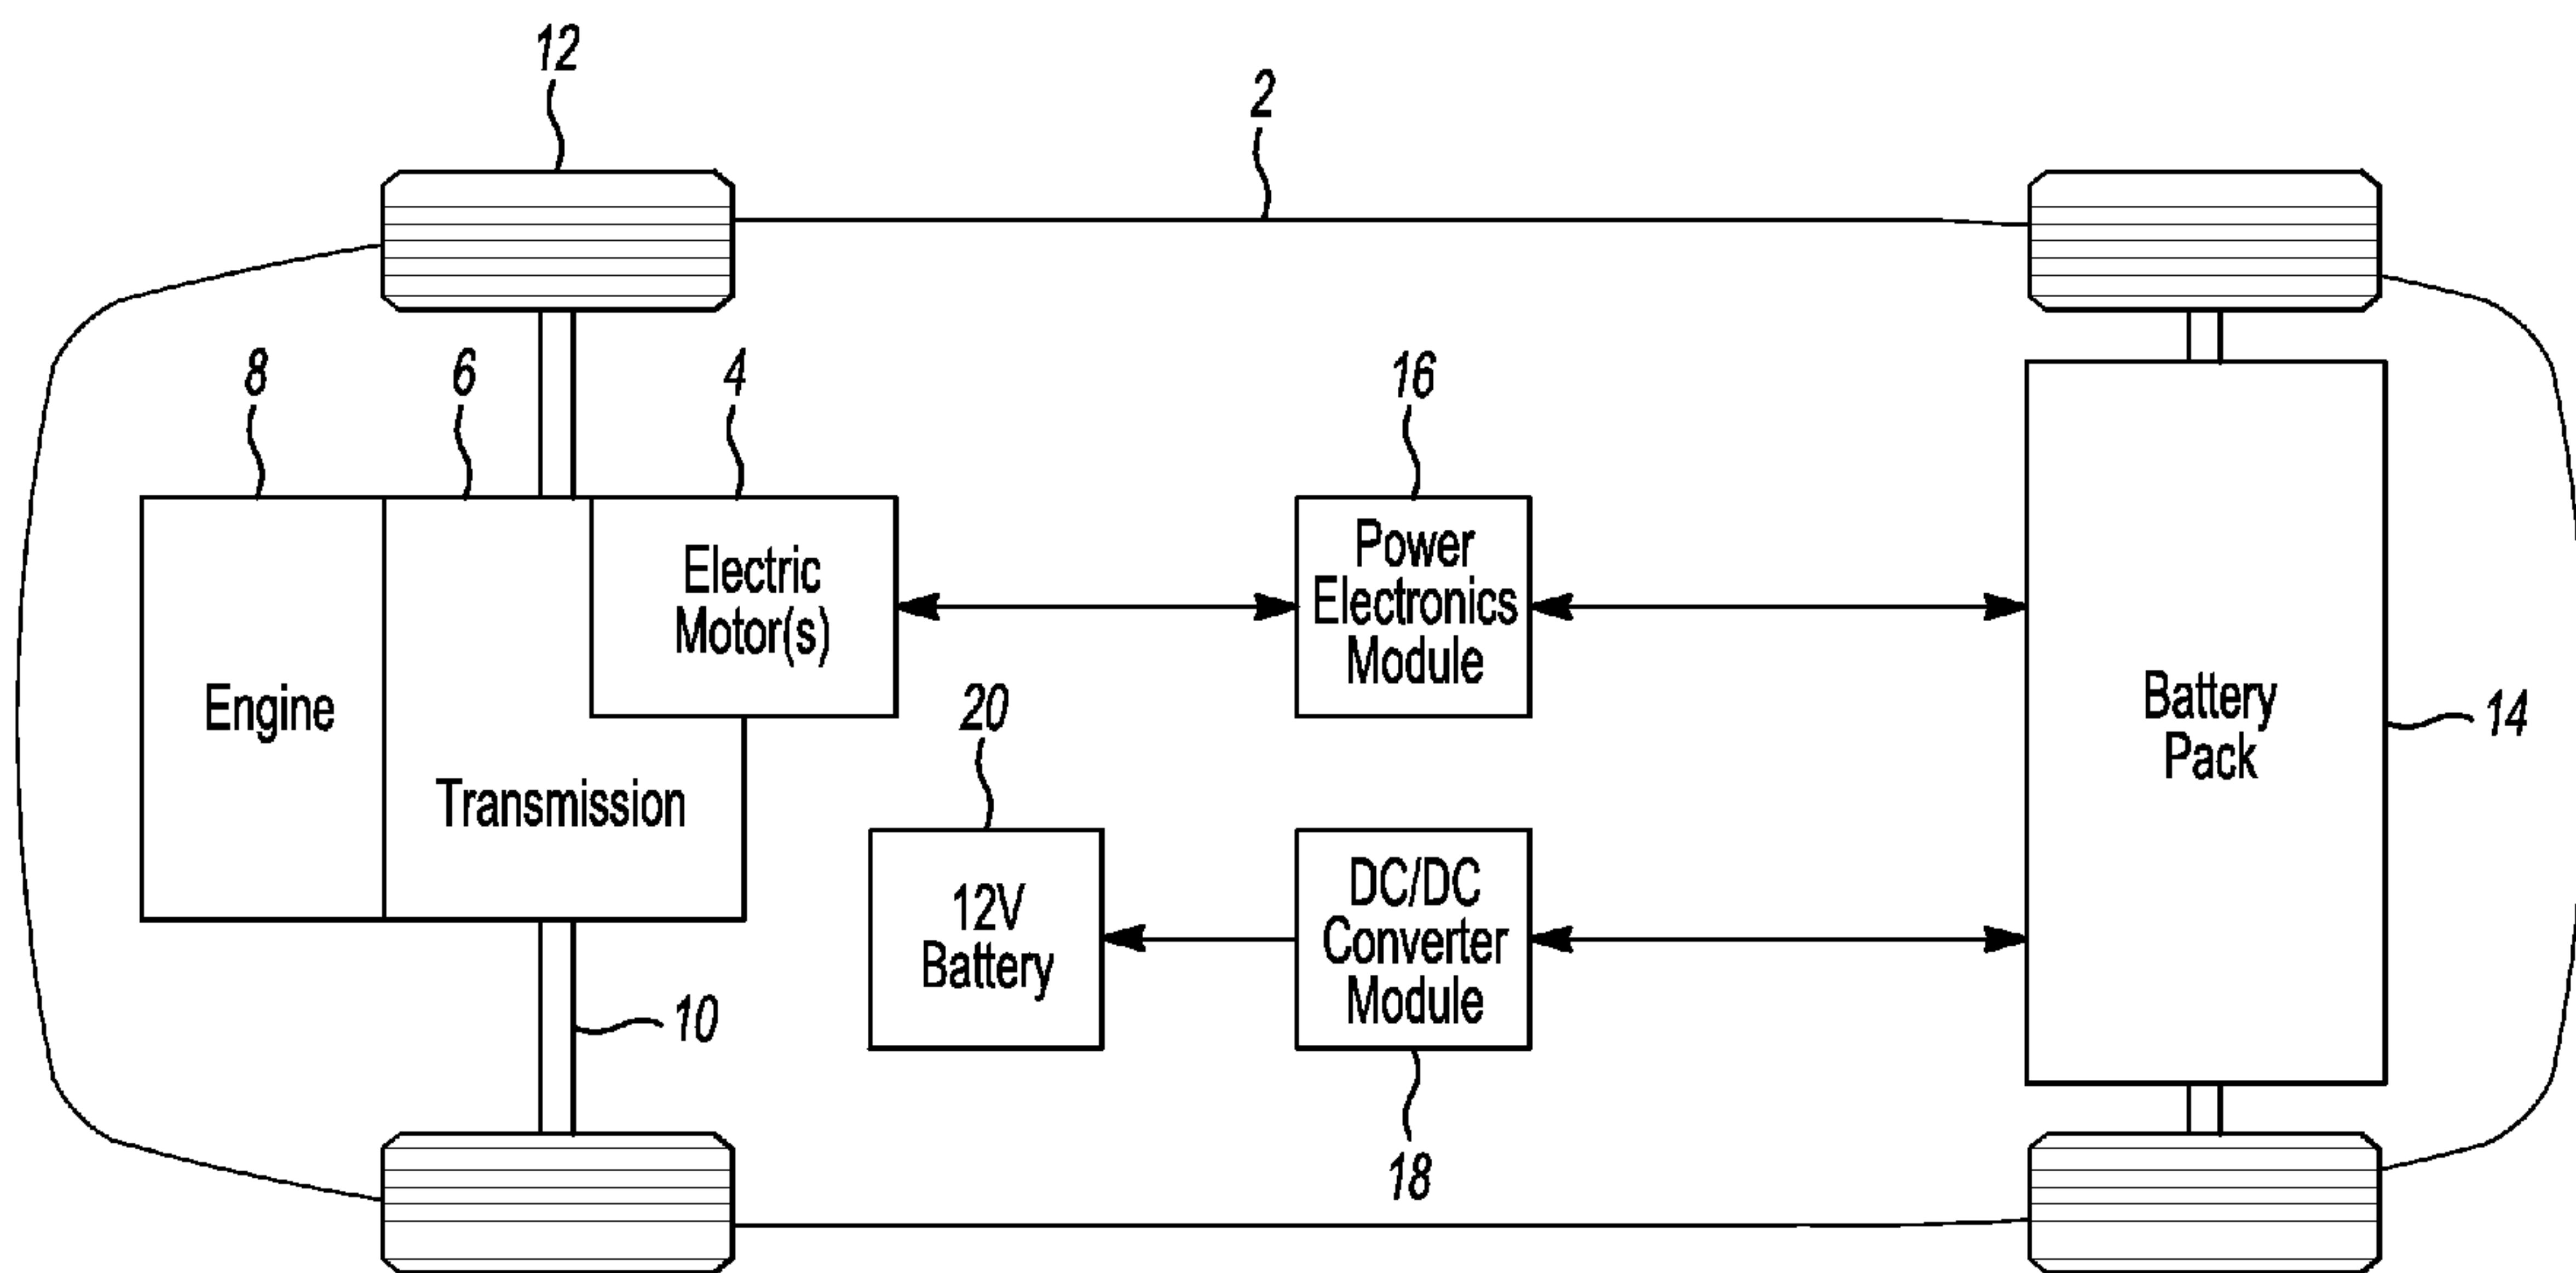 12
2
8
6
4
16
Electric
Motor(s)
Power
Electronics
Module
Engine
Transmission
20
Battery
Pack
14
12V
Battery
DC/DC
Converter
Module
10
18